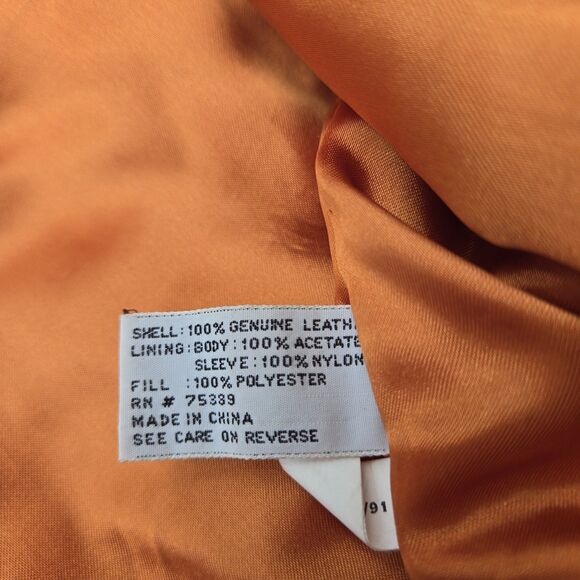 SHELL:100% GENUINE LEATH
LINING:BODY:100% ACETATE
SLEEVE:100% NYLON
FILL :100% POLYESTER
RN # 75389
MADE IN CHINA
SEE CARE ON REVERSE
/91